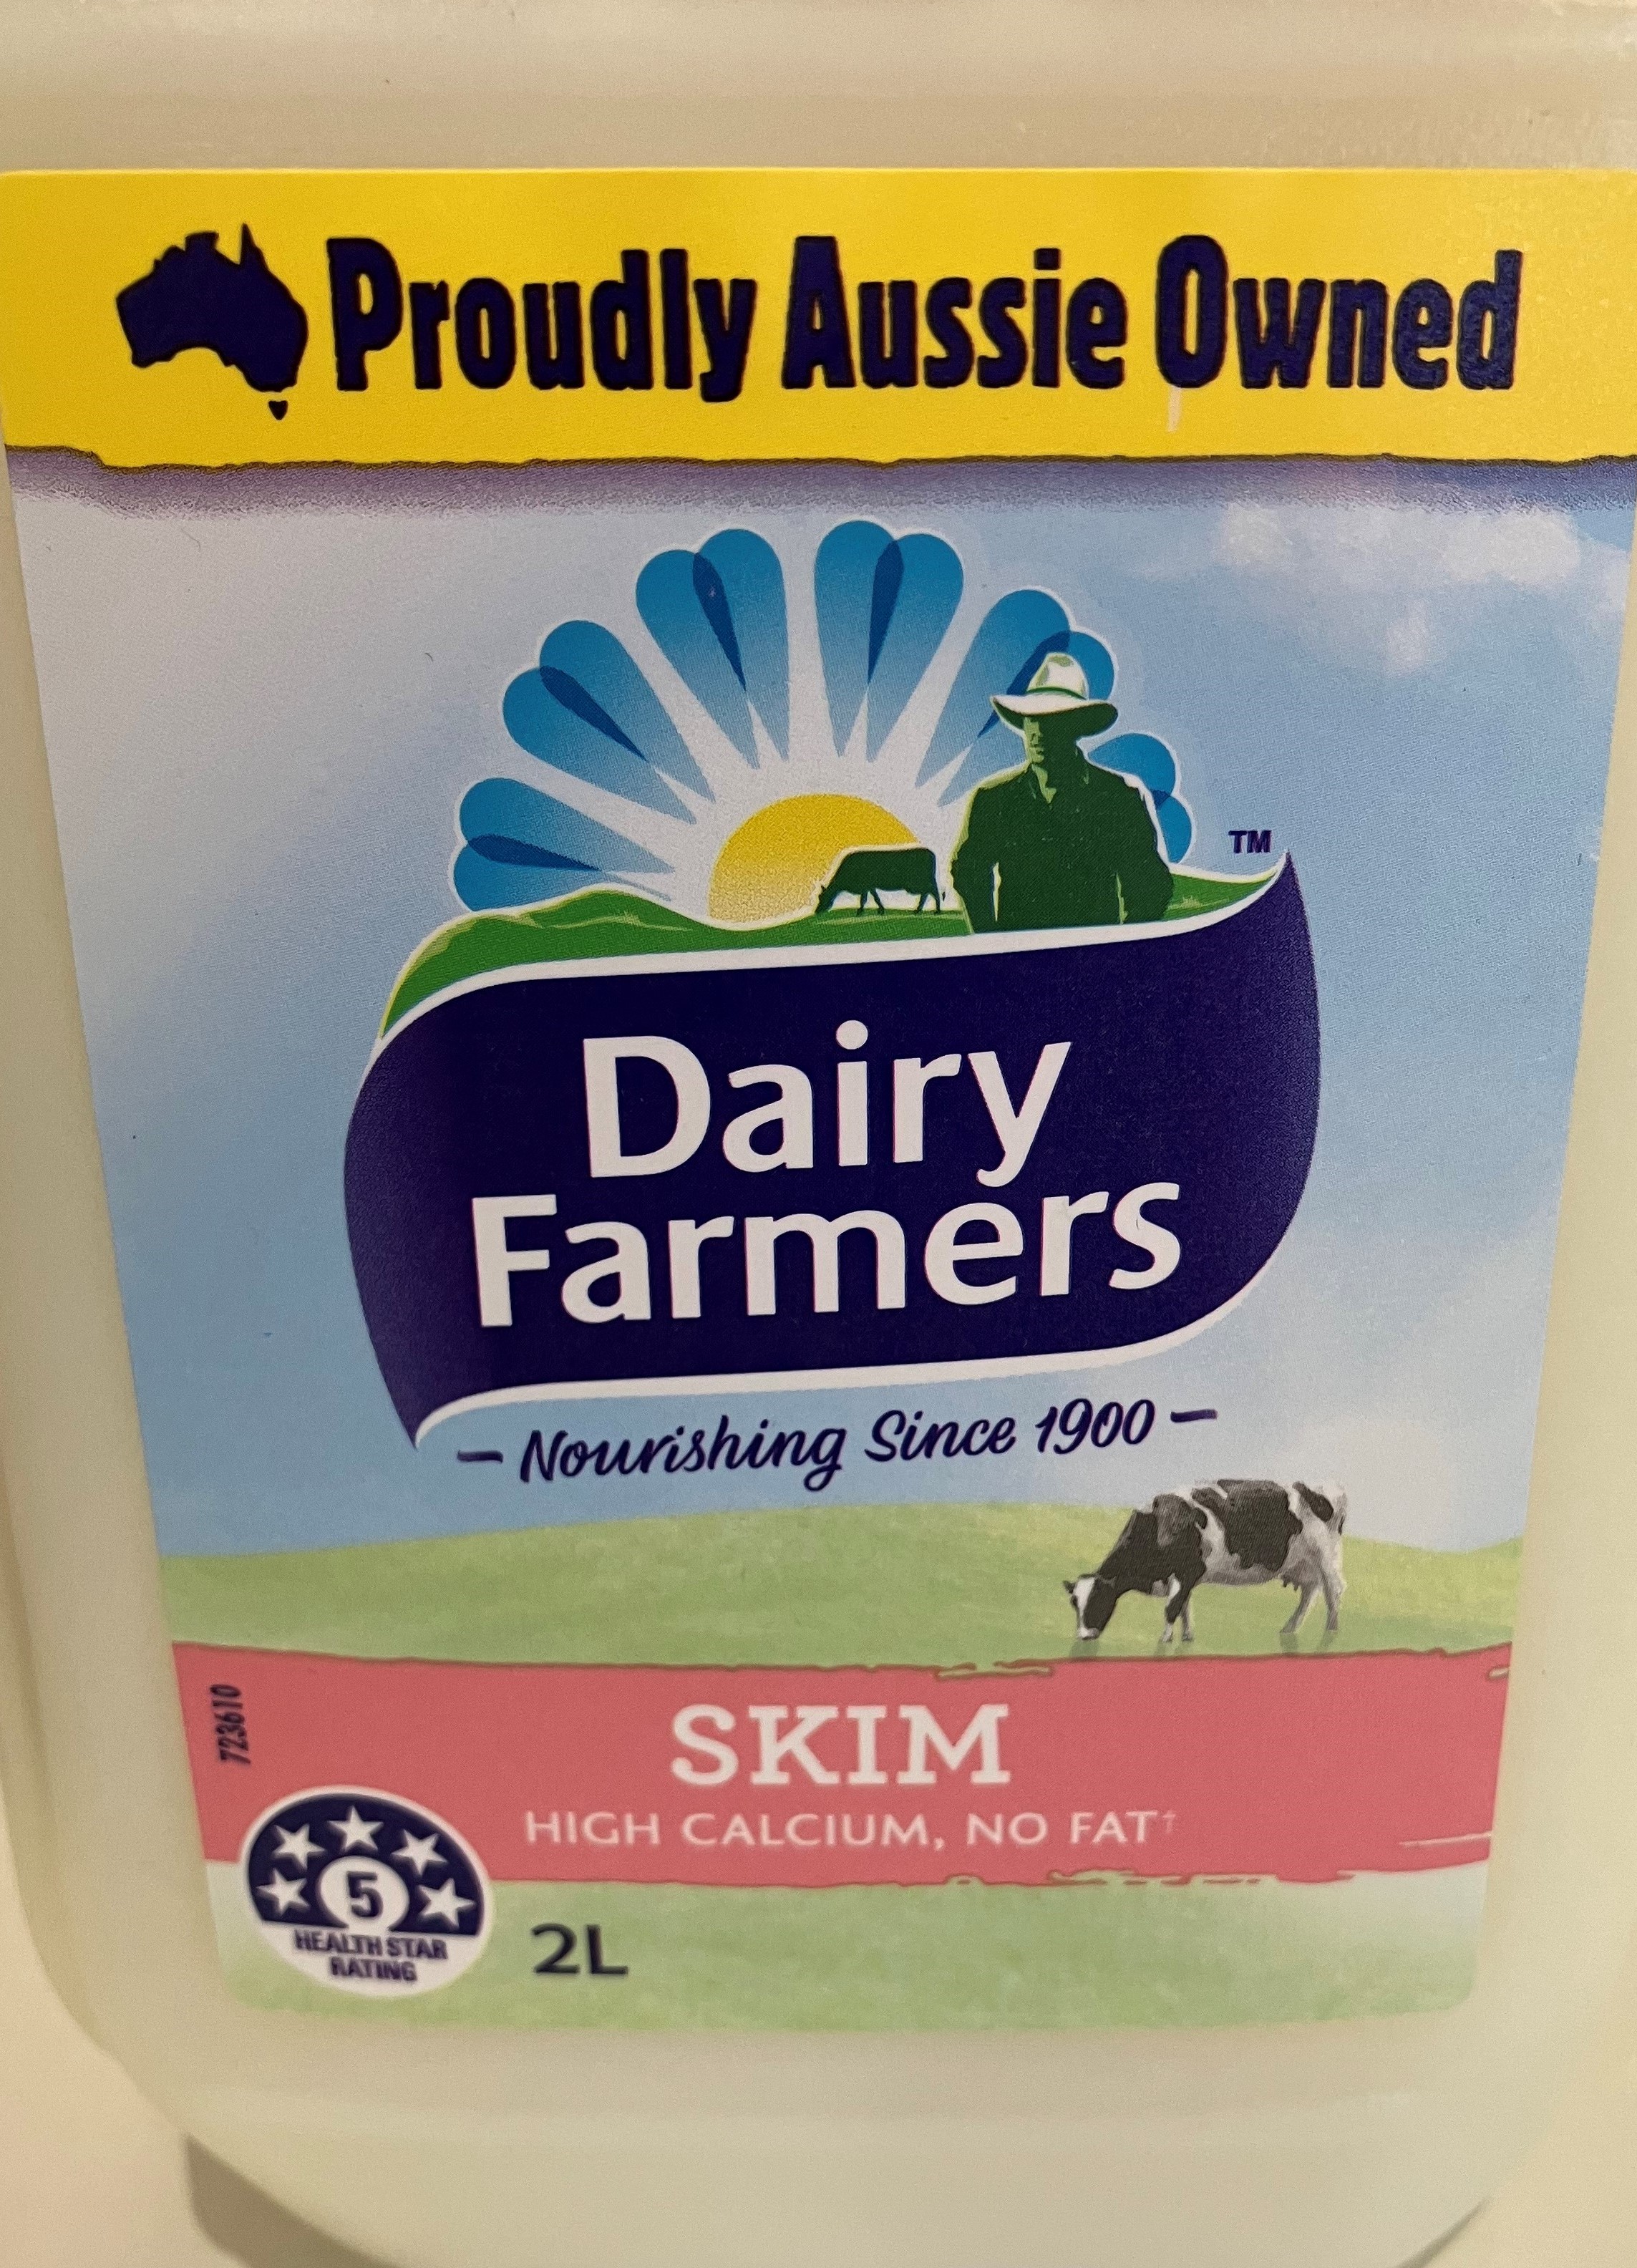 Proudly Aussie Owned
TM
Dairy
Farmers
– Nourishing Since 1900 –
723610
SKIM
HIGH CALCIUM, NO FAT†
5
HEALTH STAR
RATING
2L